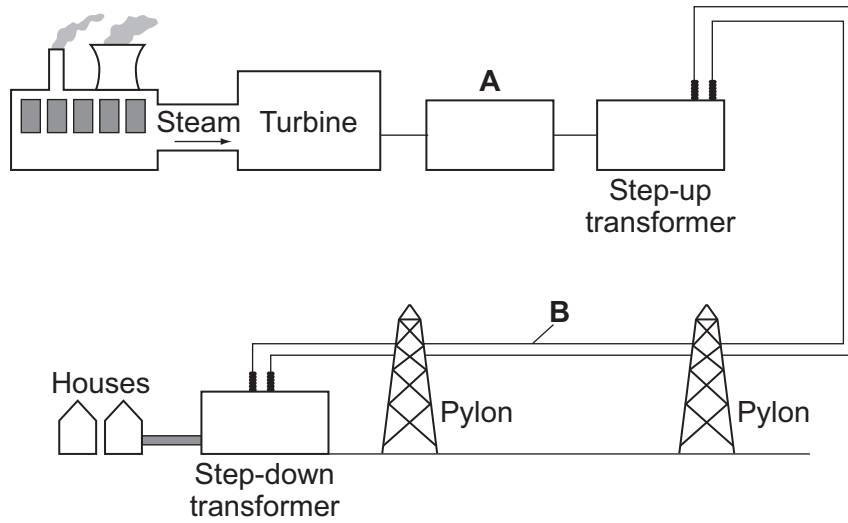 A
Steam
Turbine
Step-up
transformer
B
Houses
Pylon
Pylon
Step-down
transformer